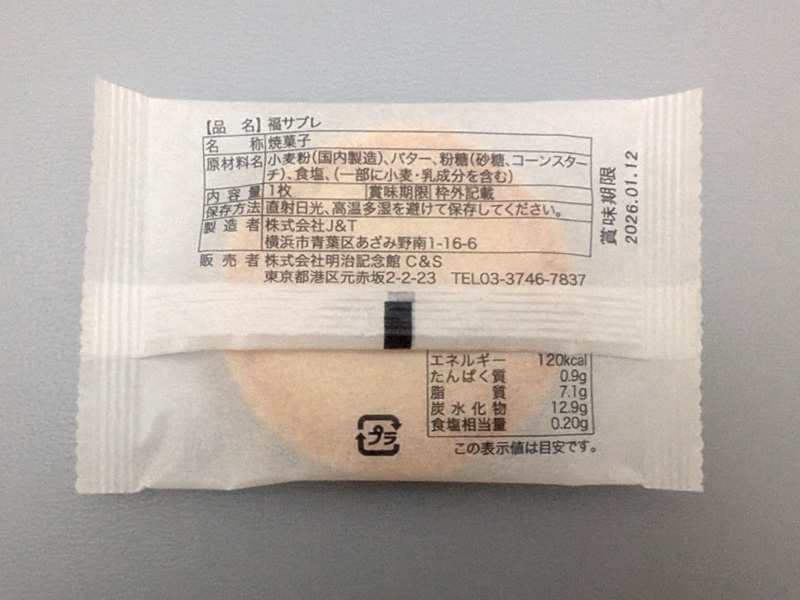 【品 名】福サブレ
名 称 焼菓子
原材料名 小麦粉(国内製造)、バター、粉糖(砂糖、コーンスター
チ)、食塩、(一部に小麦・乳成分を含む)
内容量 1枚 賞味期限 枠外記載
保存方法 直射日光、高温多湿を避けて保存してください。
製造者 株式会社J&T
横浜市青葉区あざみ野南1-16-6
販売者 株式会社明治記念館 C&S
東京都港区元赤坂2-2-23 TEL03-3746-7837
賞味期限
2026.01.12
エネルギー 120kcal
たんぱく質 0.9g
脂 質 7.1g
炭水化物 12.9g
食塩相当量 0.20g
この表示値は目安です。
プラ